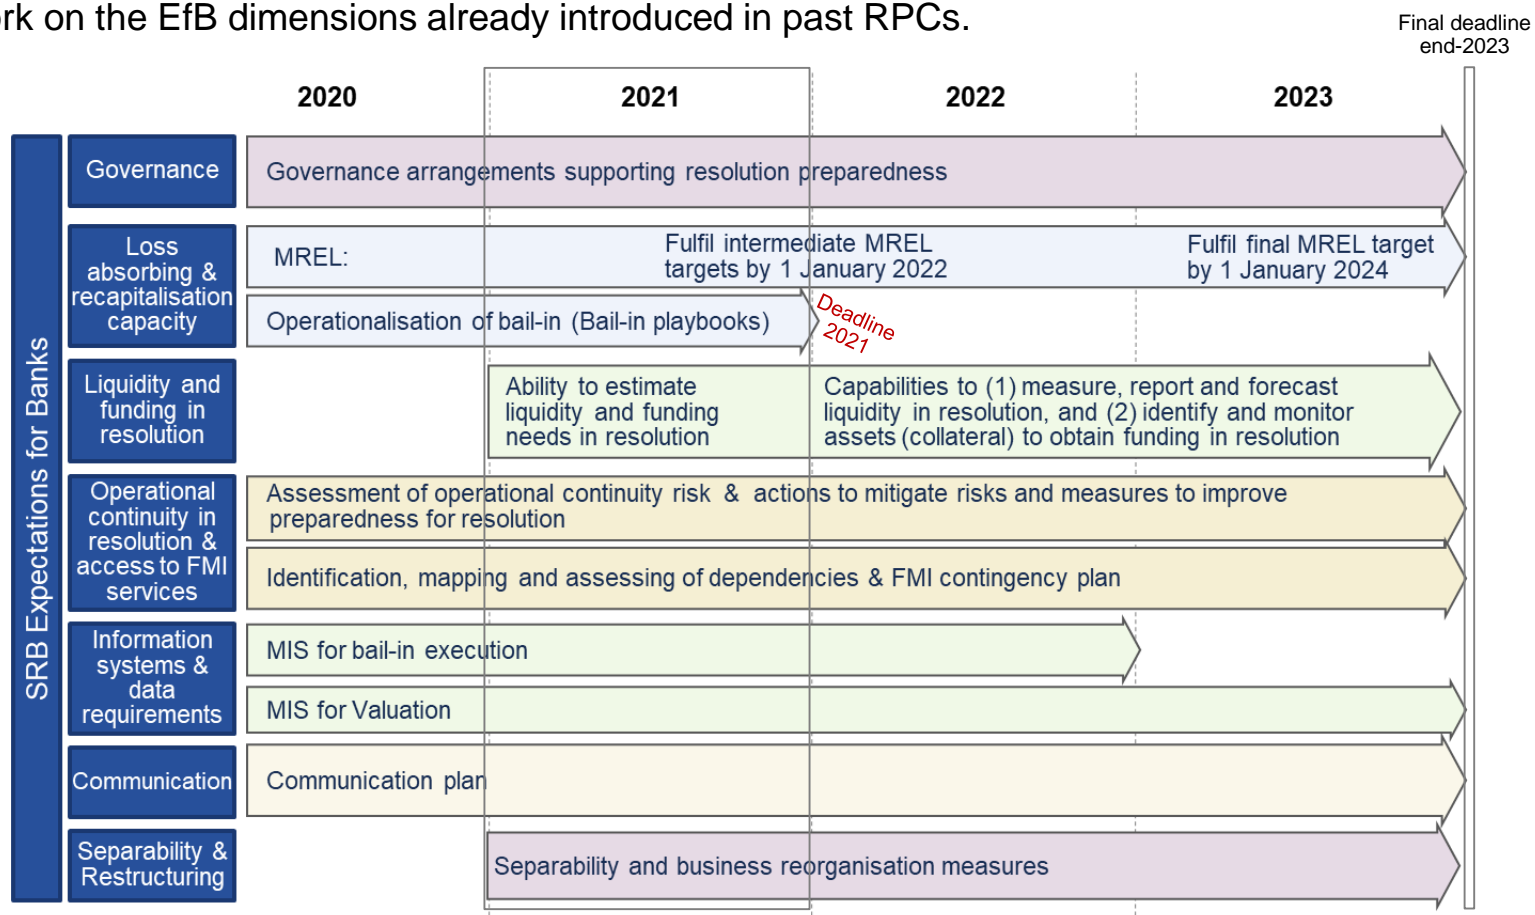 rk on the EfB dimensions already introduced in past RPCs.
Final deadline
end-2023
2020
2021
2022
2023
SRB Expectations for Banks
Governance
Governance arrangements supporting resolution preparedness
Loss
absorbing &
recapitalisation
capacity
MREL:
Fulfil intermediate MREL
targets by 1 January 2022
Fulfil final MREL target
by 1 January 2024
Operationalisation of bail-in (Bail-in playbooks)
Deadline
2021
Liquidity and
funding in
resolution
Ability to estimate
liquidity and funding
needs in resolution
Capabilities to (1) measure, report and forecast
liquidity in resolution, and (2) identify and monitor
assets (collateral) to obtain funding in resolution
Operational
continuity in
resolution &
access to FMI
services
Assessment of operational continuity risk & actions to mitigate risks and measures to improve
preparedness for resolution
Identification, mapping and assessing of dependencies & FMI contingency plan
Information
systems &
data
requirements
MIS for bail-in execution
MIS for Valuation
Communication
Communication plan
Separability &
Restructuring
Separability and business reorganisation measures